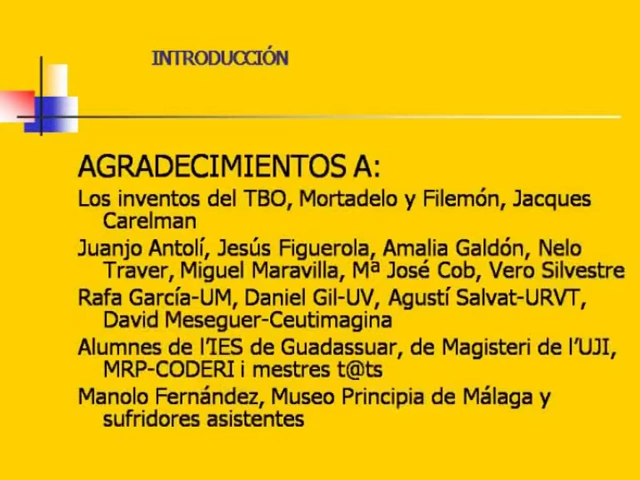 INTRODUCCIÓN
AGRADECIMIENTOS A:
Los inventos del TBO, Mortadelo y Filemón, Jacques
Carelman
Juanjo Antolí, Jesús Figuerola, Amalia Galdón, Nelo
Traver, Miguel Maravilla, Mª José Cob, Vero Silvestre
Rafa García-UM, Daniel Gil-UV, Agustí Salvat-URVT,
David Meseguer-Ceutimagina
Alumnes de l’IES de Guadassuar, de Magisteri de l’UJI,
MRP-CODERI i mestres t@ts
Manolo Fernández, Museo Principia de Málaga y
sufridores asistentes